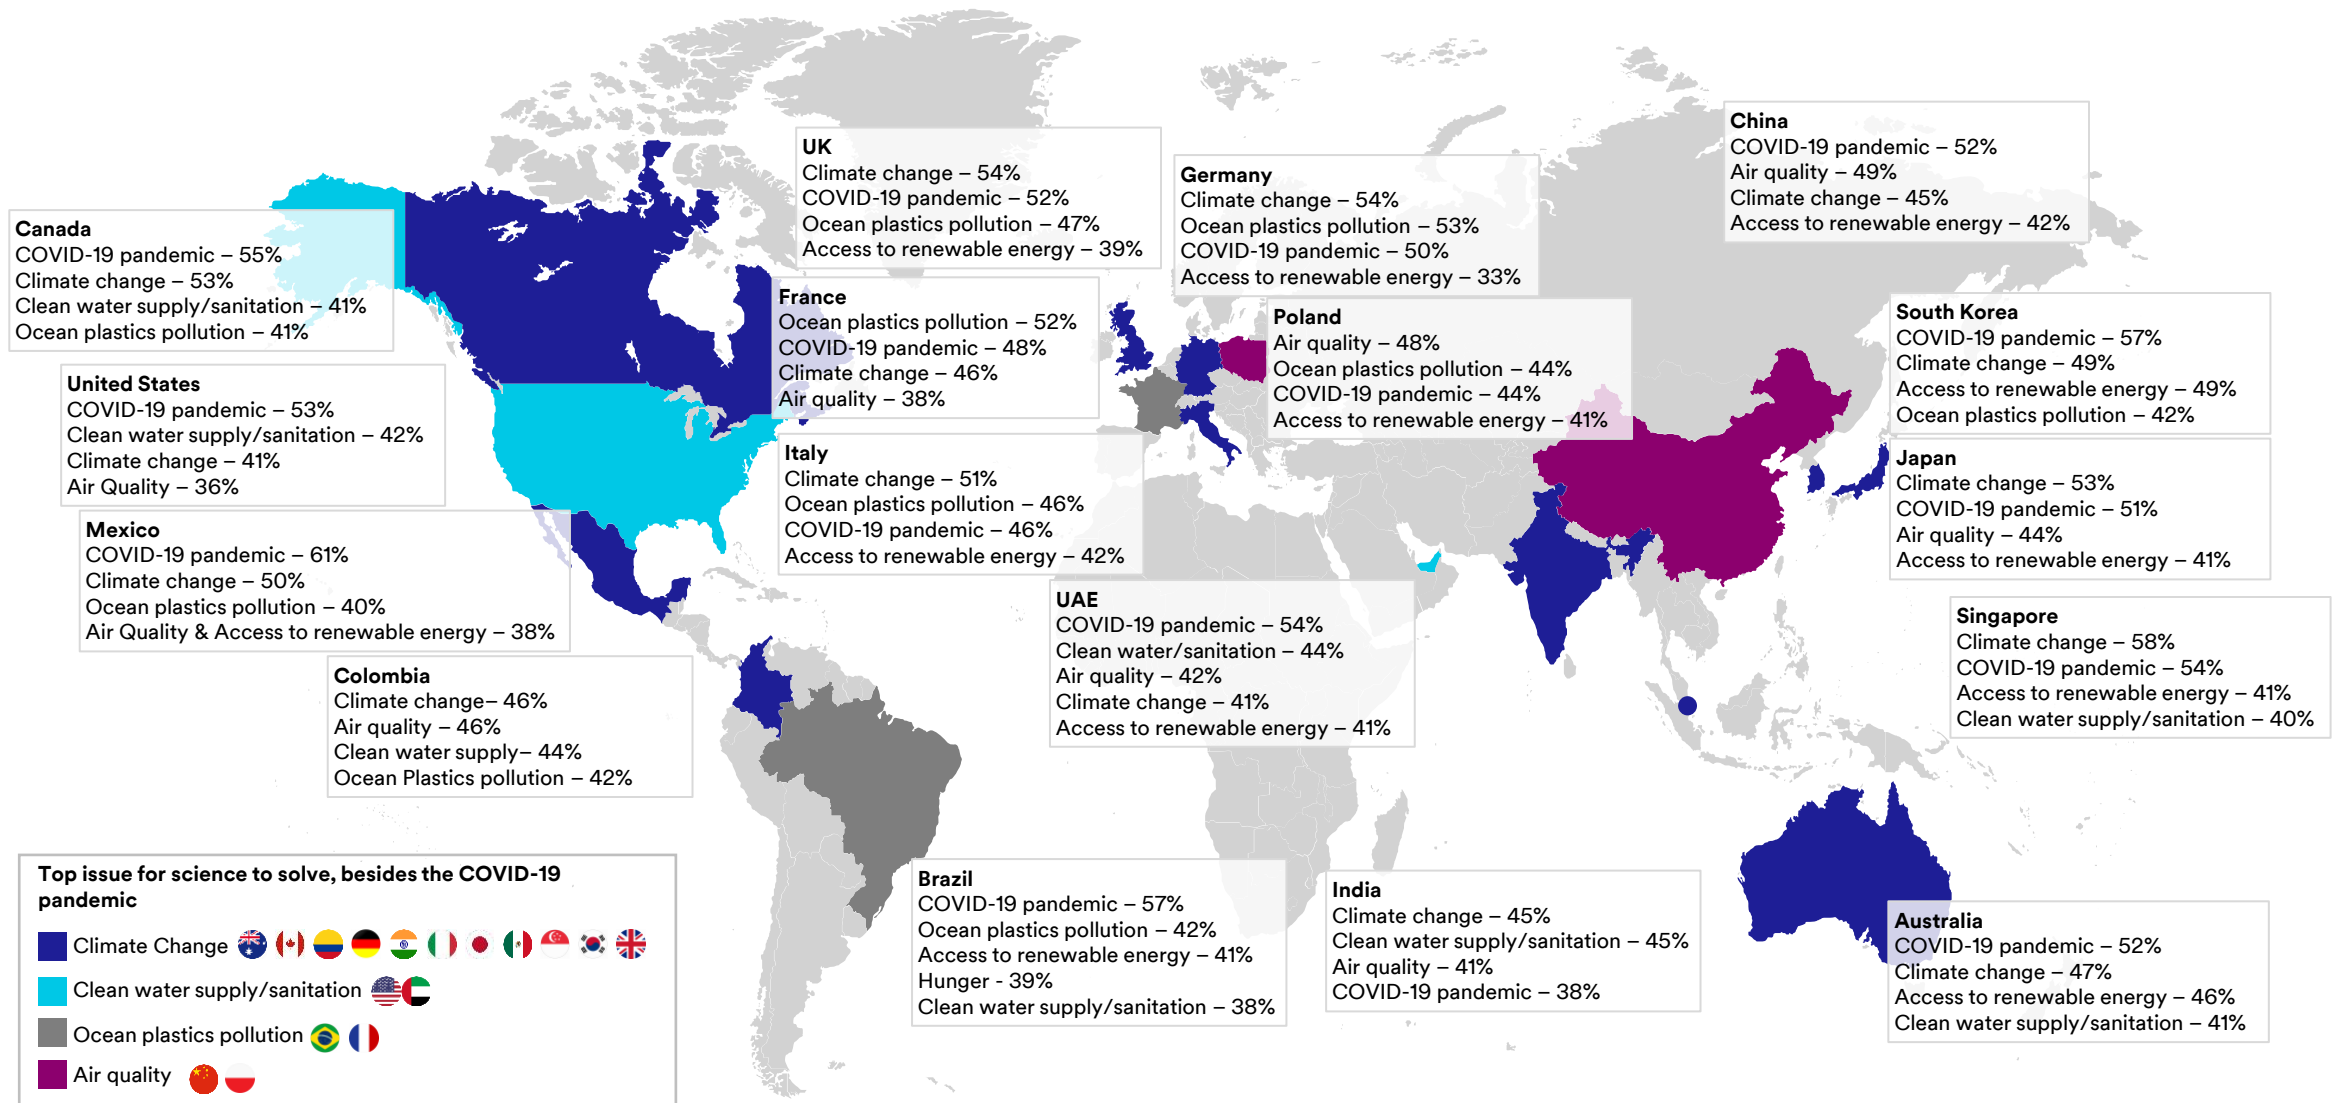 Canada
COVID-19 pandemic – 55%
Climate change – 53%
Clean water supply/sanitation – 41%
Ocean plastics pollution – 41%
United States
COVID-19 pandemic – 53%
Clean water supply/sanitation – 42%
Climate change – 41%
Air Quality – 36%
Mexico
COVID-19 pandemic – 61%
Climate change – 50%
Ocean plastics pollution – 40%
Air Quality & Access to renewable energy – 38%
Colombia
Climate change– 46%
Air quality – 46%
Clean water supply– 44%
Ocean Plastics pollution – 42%
UK
Climate change – 54%
COVID-19 pandemic – 52%
Ocean plastics pollution – 47%
Access to renewable energy – 39%
France
Ocean plastics pollution – 52%
COVID-19 pandemic – 48%
Climate change – 46%
Air quality – 38%
Italy
Climate change – 51%
Ocean plastics pollution – 46%
COVID-19 pandemic – 46%
Access to renewable energy – 42%
Germany
Climate change – 54%
Ocean plastics pollution – 53%
COVID-19 pandemic – 50%
Access to renewable energy – 33%
Poland
Air quality – 48%
Ocean plastics pollution – 44%
COVID-19 pandemic – 44%
Access to renewable energy – 41%
UAE
COVID-19 pandemic – 54%
Clean water/sanitation – 44%
Air quality – 42%
Climate change – 41%
Access to renewable energy – 41%
China
COVID-19 pandemic – 52%
Air quality – 49%
Climate change – 45%
Access to renewable energy – 42%
South Korea
COVID-19 pandemic – 57%
Climate change – 49%
Access to renewable energy – 49%
Ocean plastics pollution – 42%
Japan
Climate change – 53%
COVID-19 pandemic – 51%
Air quality – 44%
Access to renewable energy – 41%
Singapore
Climate change – 58%
COVID-19 pandemic – 54%
Access to renewable energy – 41%
Clean water supply/sanitation – 40%
Brazil
COVID-19 pandemic – 57%
Ocean plastics pollution – 42%
Access to renewable energy – 41%
Hunger - 39%
Clean water supply/sanitation – 38%
India
Climate change – 45%
Clean water supply/sanitation – 45%
Air quality – 41%
COVID-19 pandemic – 38%
Australia
COVID-19 pandemic – 52%
Climate change – 47%
Access to renewable energy – 46%
Clean water supply/sanitation – 41%
Top issue for science to solve, besides the COVID-19
pandemic
Climate Change
Clean water supply/sanitation
Ocean plastics pollution
Air quality